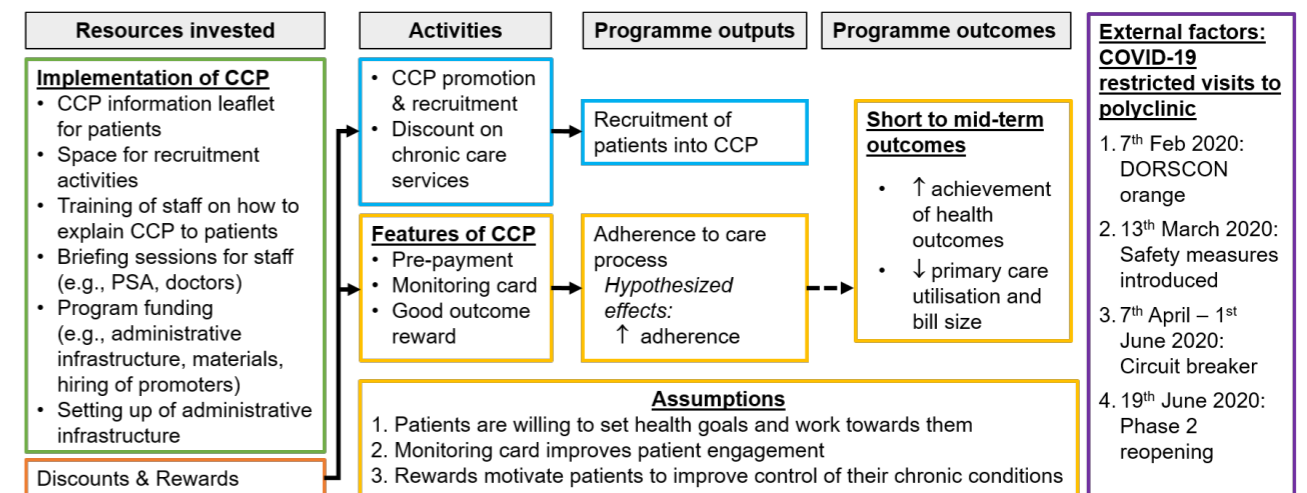 Resources invested
Activities
Programme outputs
Programme outcomes
Implementation of CCP
• CCP information leaflet
for patients
• Space for recruitment
activities
• Training of staff on how to
explain CCP to patients
• Briefing sessions for staff
(e.g., PSA, doctors)
• Program funding
(e.g., administrative
infrastructure, materials,
hiring of promoters)
• Setting up of administrative
infrastructure
Discounts & Rewards
• CCP promotion
& recruitment
• Discount on
chronic care
services
Features of CCP
• Pre-payment
• Monitoring card
• Good outcome
reward
Recruitment of
patients into CCP
Adherence to care
process
Hypothesized
effects:
↑ adherence
Short to mid-term
outcomes
• ↑ achievement
of health
outcomes
• ↓ primary care
utilisation and
bill size
Assumptions
1. Patients are willing to set health goals and work towards them
2. Monitoring card improves patient engagement
3. Rewards motivate patients to improve control of their chronic conditions
External factors:
COVID-19
restricted visits to
polyclinic
1. 7th Feb 2020:
DORSCON
orange
2. 13th March 2020:
Safety measures
introduced
3. 7th April – 1st
June 2020:
Circuit breaker
4. 19th June 2020:
Phase 2
reopening